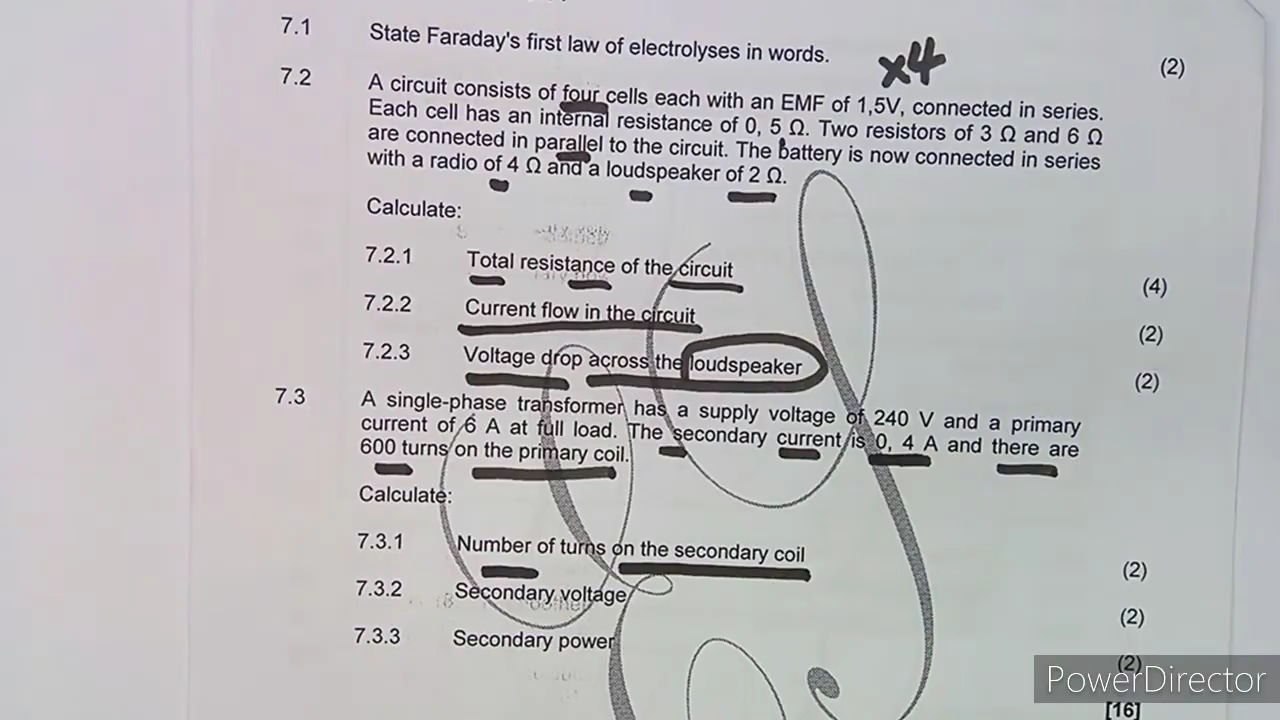 7.1 State Faraday's first law of electrolyses in words. (2)
x4
7.2 A circuit consists of four cells each with an EMF of 1,5V, connected in series.
Each cell has an internal resistance of 0, 5 Ω. Two resistors of 3 Ω and 6 Ω
are connected in parallel to the circuit. The battery is now connected in series
with a radio of 4 Ω and a loudspeaker of 2 Ω.
Calculate:
7.2.1 Total resistance of the circuit (4)
7.2.2 Current flow in the circuit (2)
7.2.3 Voltage drop across the loudspeaker (2)
7.3 A single-phase transformer has a supply voltage of 240 V and a primary
current of 6 A at full load. The secondary current is 0, 4 A and there are
600 turns on the primary coil.
Calculate:
7.3.1 Number of turns on the secondary coil (2)
7.3.2 Secondary voltage (2)
7.3.3 Secondary power (2)
[16]
PowerDirector